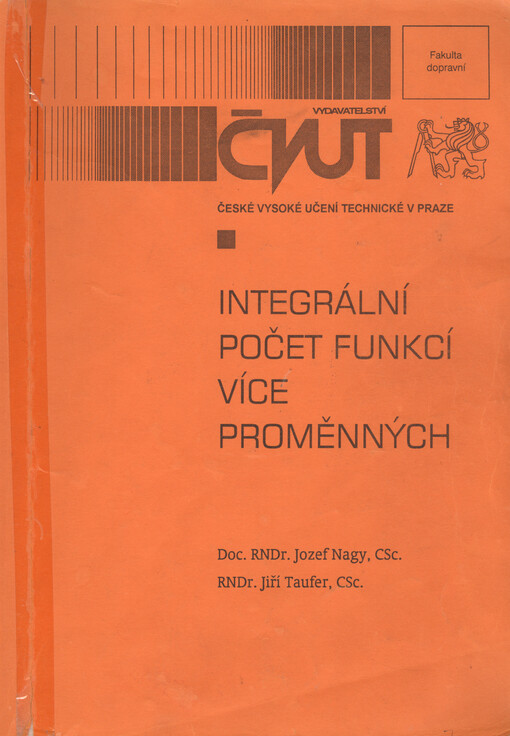 Fakulta
dopravní
VYDAVATELSTVÍ
ČVUT
ČESKÉ VYSOKÉ UČENÍ TECHNICKÉ V PRAZE
INTEGRÁLNÍ
POČET FUNKCÍ
VÍCE
PROMĚNNÝCH
Doc. RNDr. Jozef Nagy, CSc.
RNDr. Jiří Taufer, CSc.